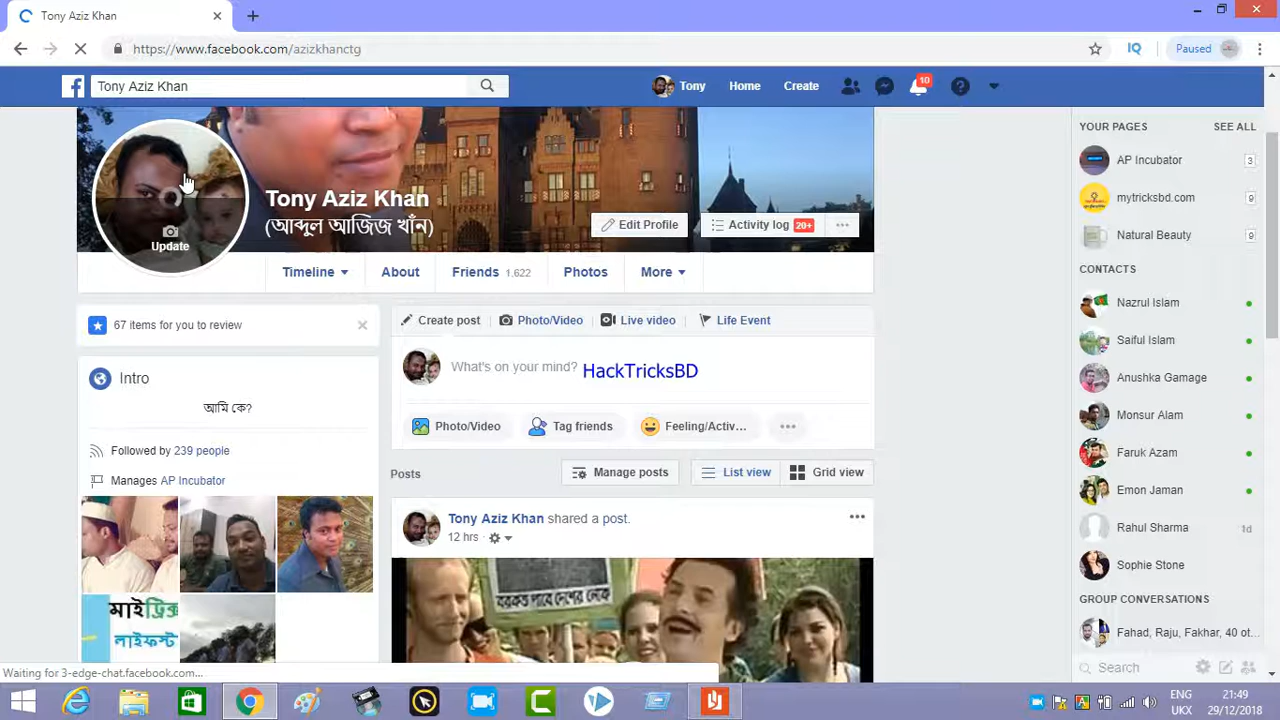 Tony Aziz Khan
https://www.facebook.com/azizkhanctg
Paused
Tony Aziz Khan
Tony
Home
Create
10
Update
Tony Aziz Khan
(আব্দুল আজিজ খাঁন)
Edit Profile
Activity log 20+
Timeline
About
Friends 1,622
Photos
More
67 items for you to review
Intro
আমি কে?
Followed by 239 people
Manages AP Incubator
মাইট্রিক্স
লাইফস্ট
Create post
Photo/Video
Live video
Life Event
What's on your mind? HackTricksBD
Photo/Video
Tag friends
Feeling/Activ...
Posts
Manage posts
List view
Grid view
Tony Aziz Khan shared a post.
12 hrs
YOUR PAGES SEE ALL
AP Incubator 3
mytricksbd.com 9
Natural Beauty 9
CONTACTS
Nazrul Islam
Saiful Islam
Anushka Gamage
Monsur Alam
Faruk Azam
Emon Jaman
Rahul Sharma 1d
Sophie Stone
GROUP CONVERSATIONS
Fahad, Raju, Fakhar, 40 ot...
Search
Waiting for 3-edge-chat.facebook.com...
ENG
UKX
21:49
29/12/2018